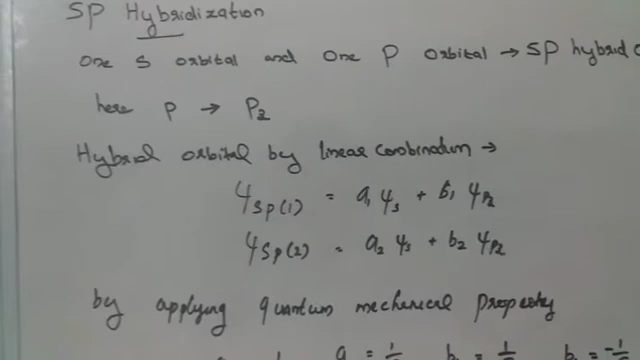 SP Hybridization
One S orbital and One P Orbital → SP hybrid
here P → Pz
Hybrid orbital by linear combination →
ψsp(1) = a₁ ψs + b₁ ψPz
ψsp(2) = a₂ ψs + b₂ ψPz
by applying quantum mechanical property